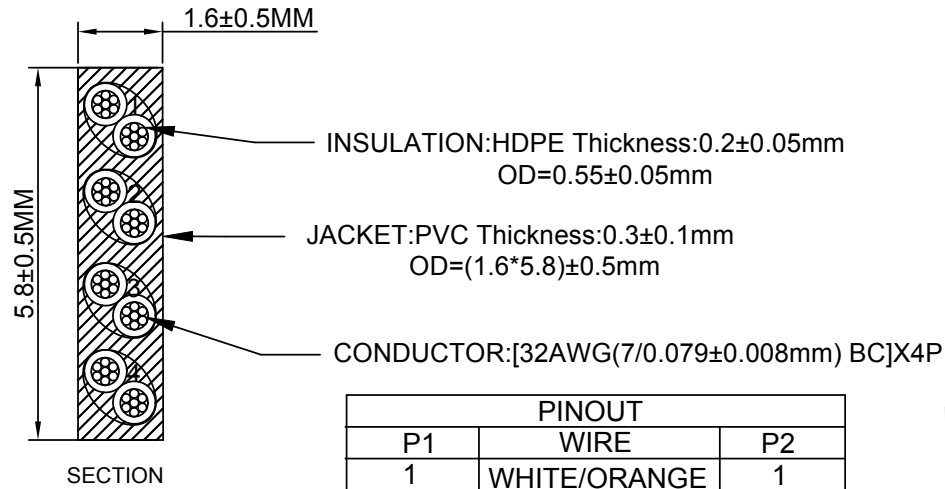 1.6±0.5MM
5.8±0.5MM
1
2
3
4
INSULATION:HDPE Thickness:0.2±0.05mm
OD=0.55±0.05mm
JACKET:PVC Thickness:0.3±0.1mm
OD=(1.6*5.8)±0.5mm
CONDUCTOR:[32AWG(7/0.079±0.008mm) BC]X4P
SECTION
PINOUT
P1 WIRE P2
1 WHITE/ORANGE 1